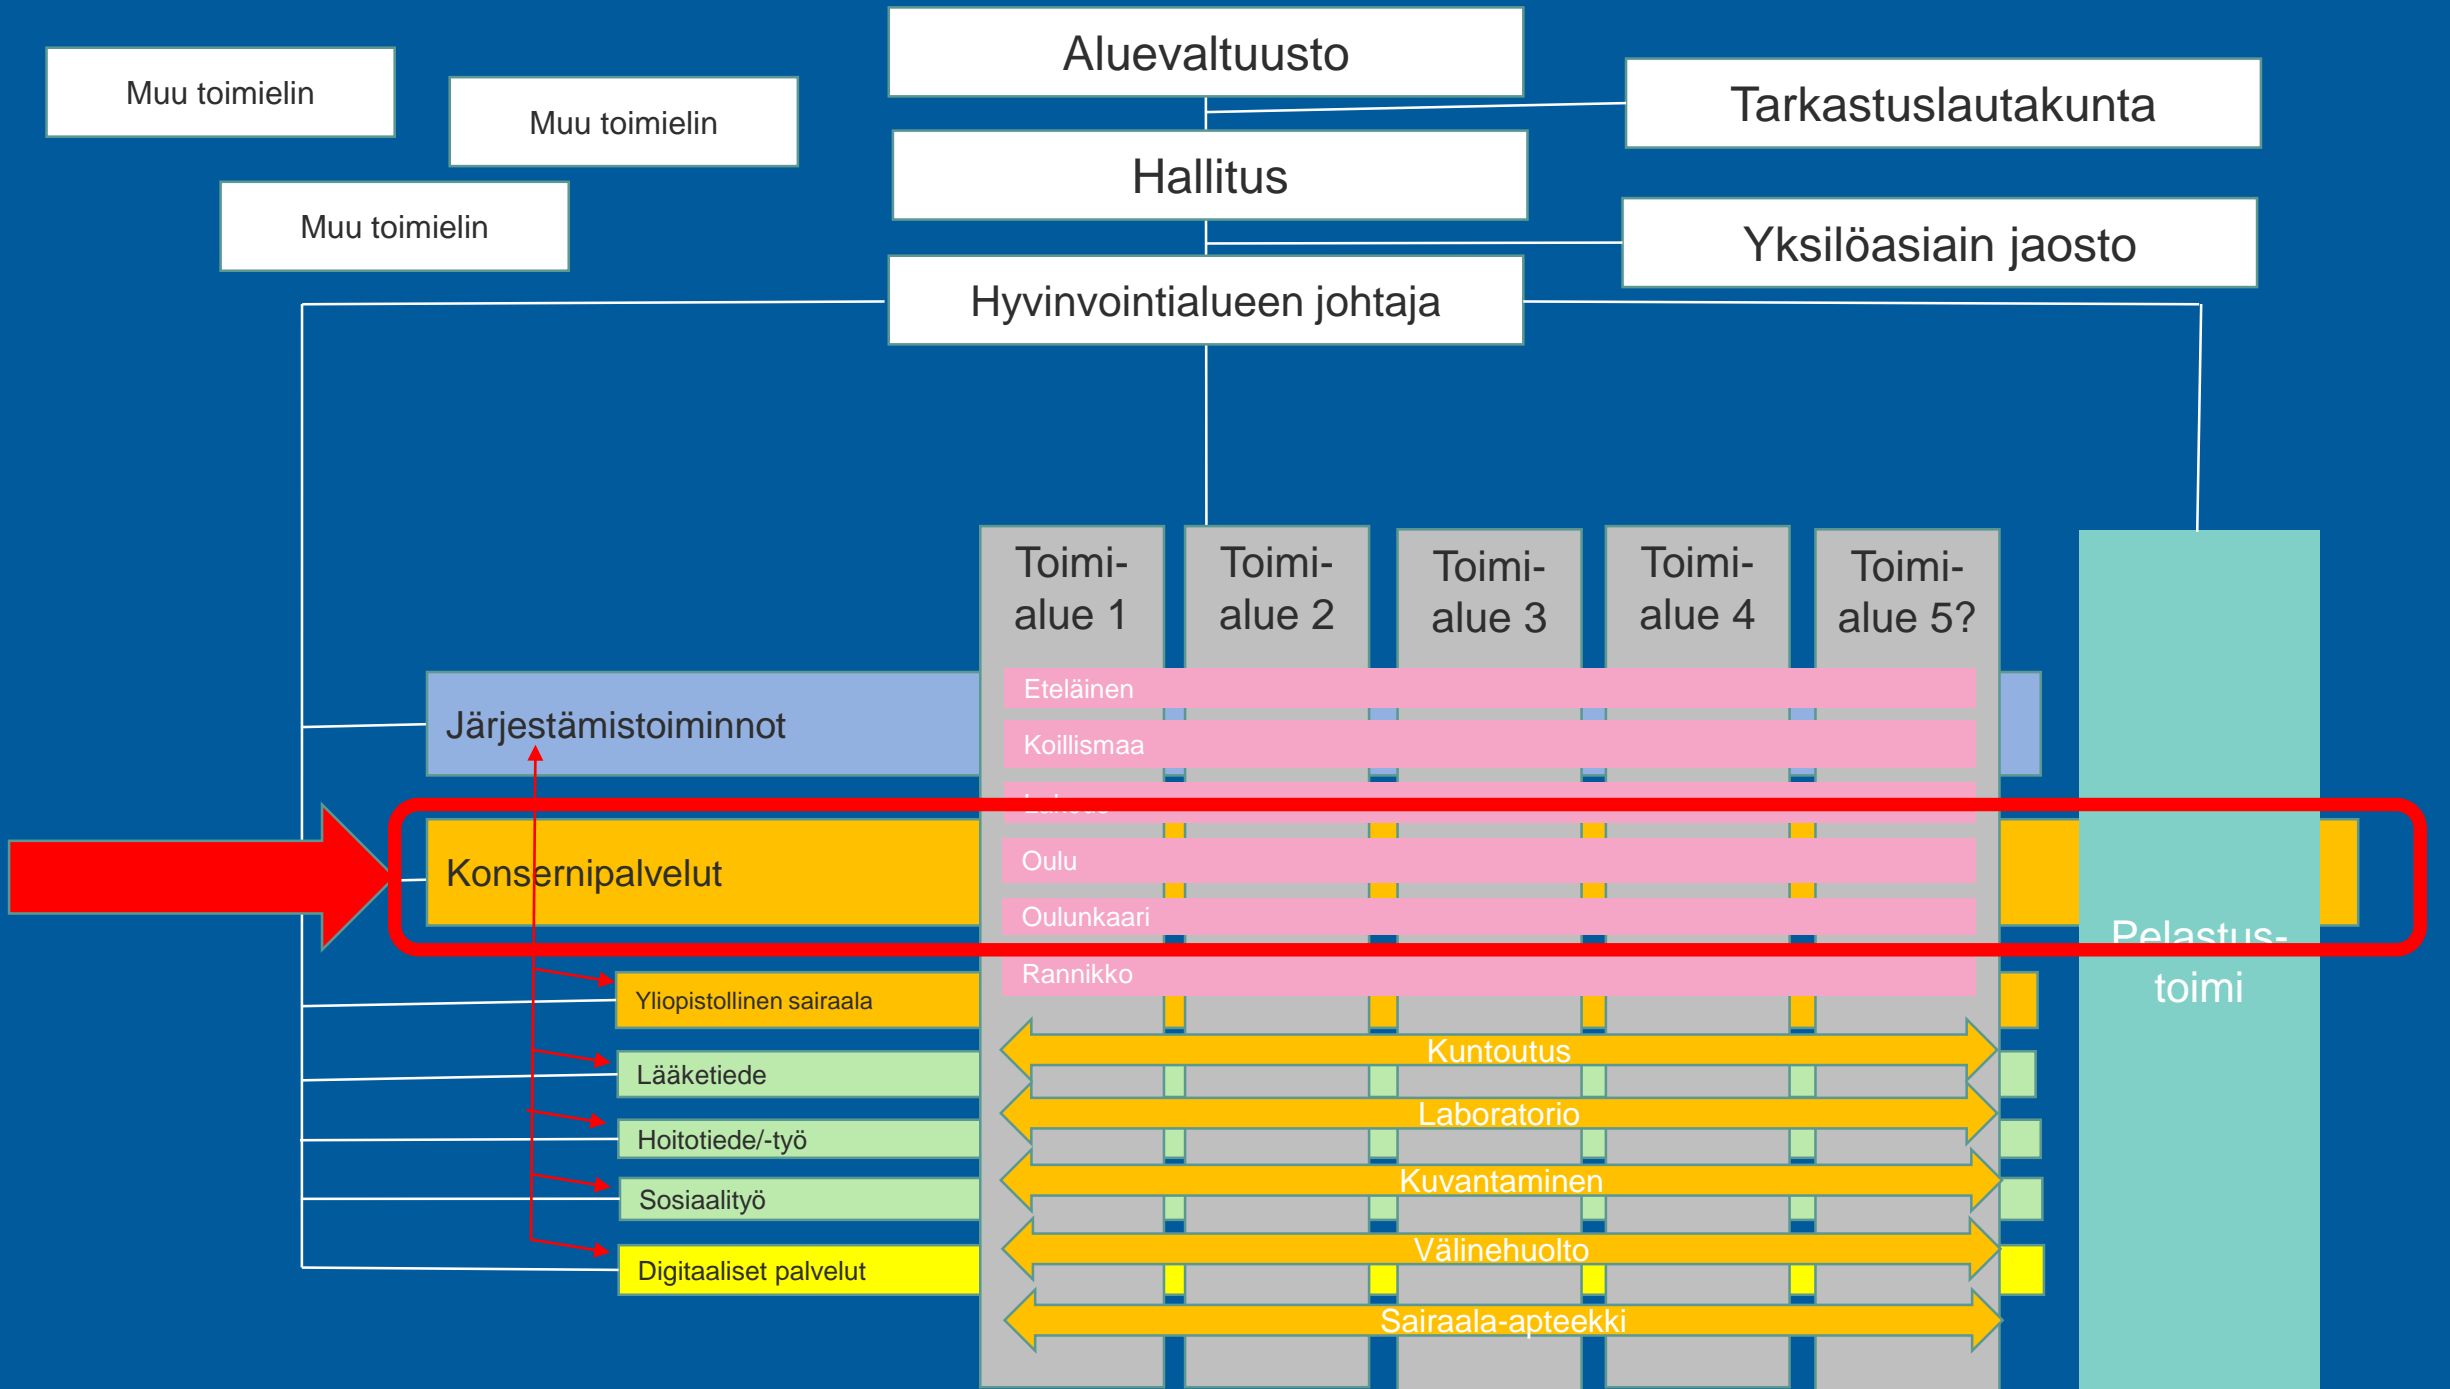 Aluevaltuusto
Muu toimielin
Muu toimielin
Tarkastuslautakunta
Hallitus
Muu toimielin
Yksilöasiain jaosto
Hyvinvointialueen johtaja
Toimi-
alue 1
Toimi-
alue 2
Toimi-
alue 3
Toimi-
alue 4
Toimi-
alue 5?
Järjestämistoiminnot
Eteläinen
Koillismaa
Konsernipalvelut
Oulu
Oulunkaari
Rannikko
Pelastus-
toimi
Yliopistollinen sairaala
Lääketiede
Hoitotiede/-työ
Sosiaalityö
Digitaaliset palvelut
Kuntoutus
Laboratorio
Kuvantaminen
Välinehuolto
Sairaala-apteekki